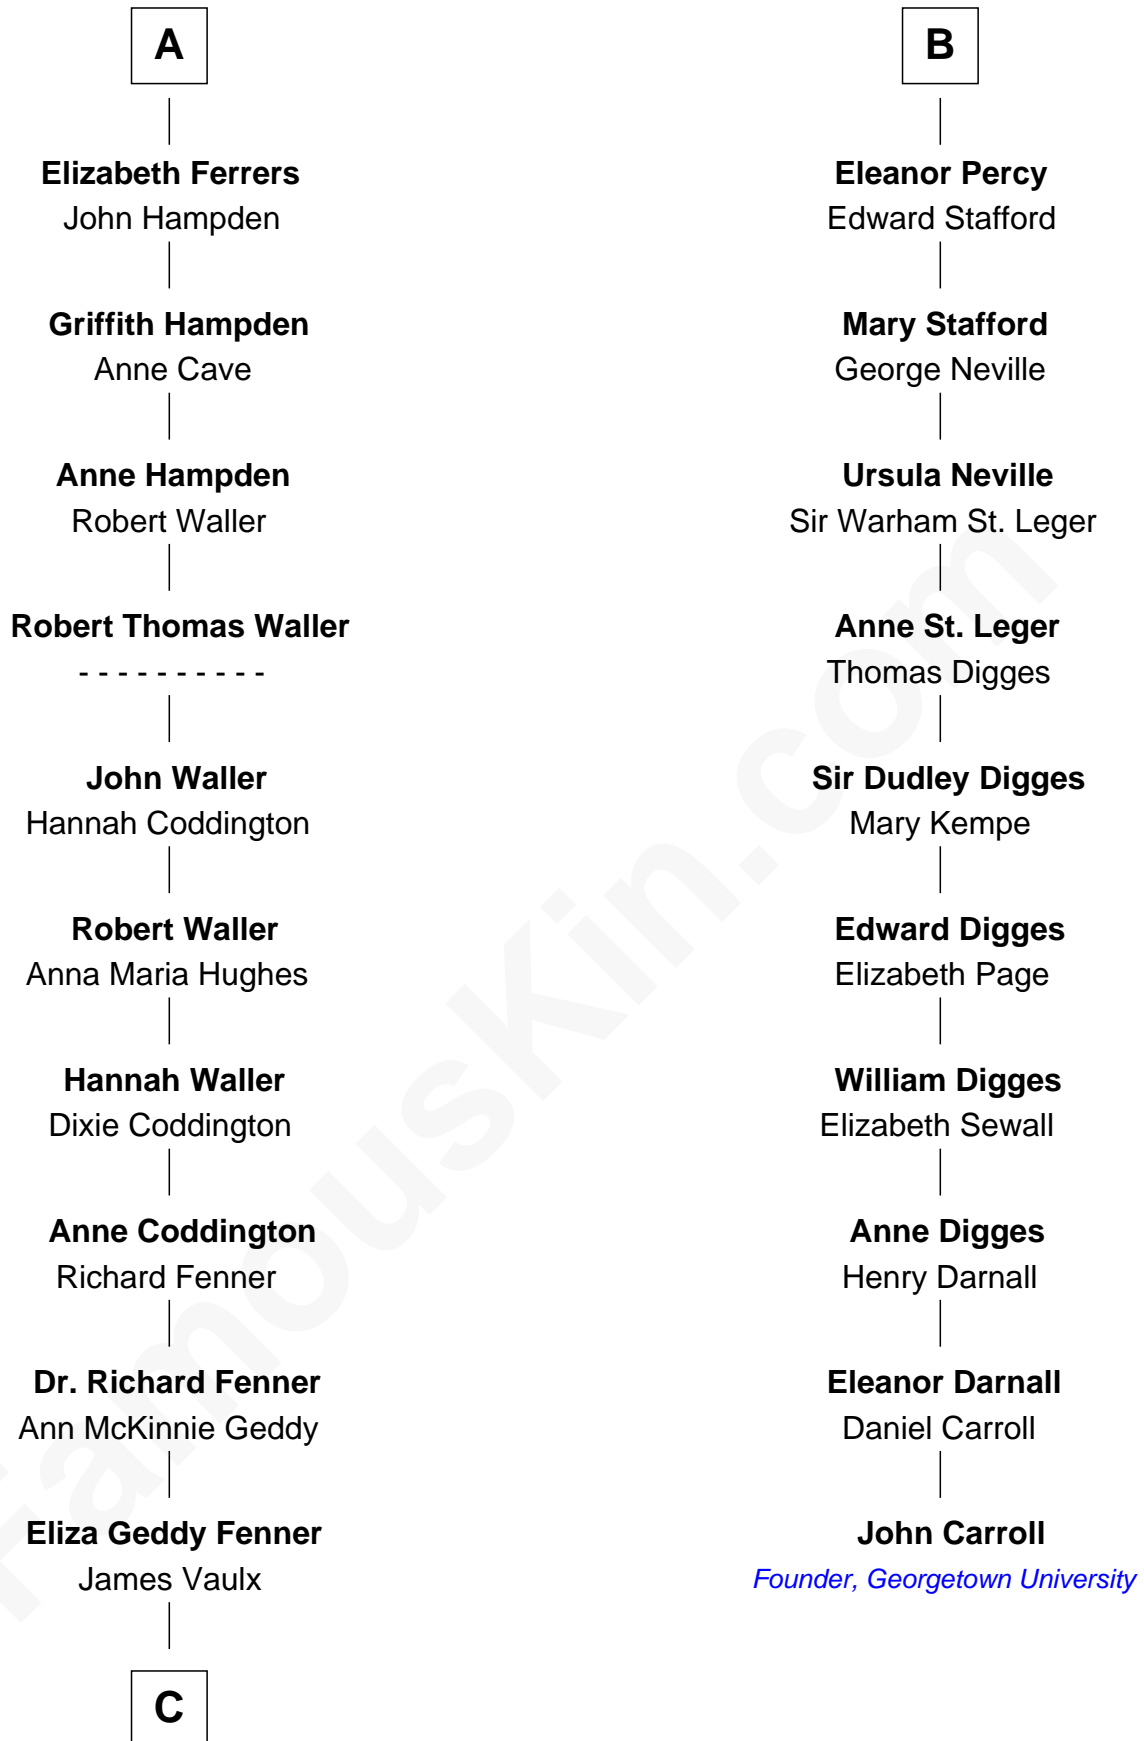 A
Elizabeth Ferrers
John Hampden
Griffith Hampden
Anne Cave
Anne Hampden
Robert Waller
Robert Thomas Waller
- - - - - - - - - -
John Waller
Hannah Coddington
Robert Waller
Anna Maria Hughes
Hannah Waller
Dixie Coddington
Anne Coddington
Richard Fenner
Dr. Richard Fenner
Ann McKinnie Geddy
Eliza Geddy Fenner
James Vaulx
C
B
Eleanor Percy
Edward Stafford
Mary Stafford
George Neville
Ursula Neville
Sir Warham St. Leger
Anne St. Leger
Thomas Digges
Sir Dudley Digges
Mary Kempe
Edward Digges
Elizabeth Page
William Digges
Elizabeth Sewall
Anne Digges
Henry Darnall
Eleanor Darnall
Daniel Carroll
John Carroll
Founder, Georgetown University
FamousKin.com